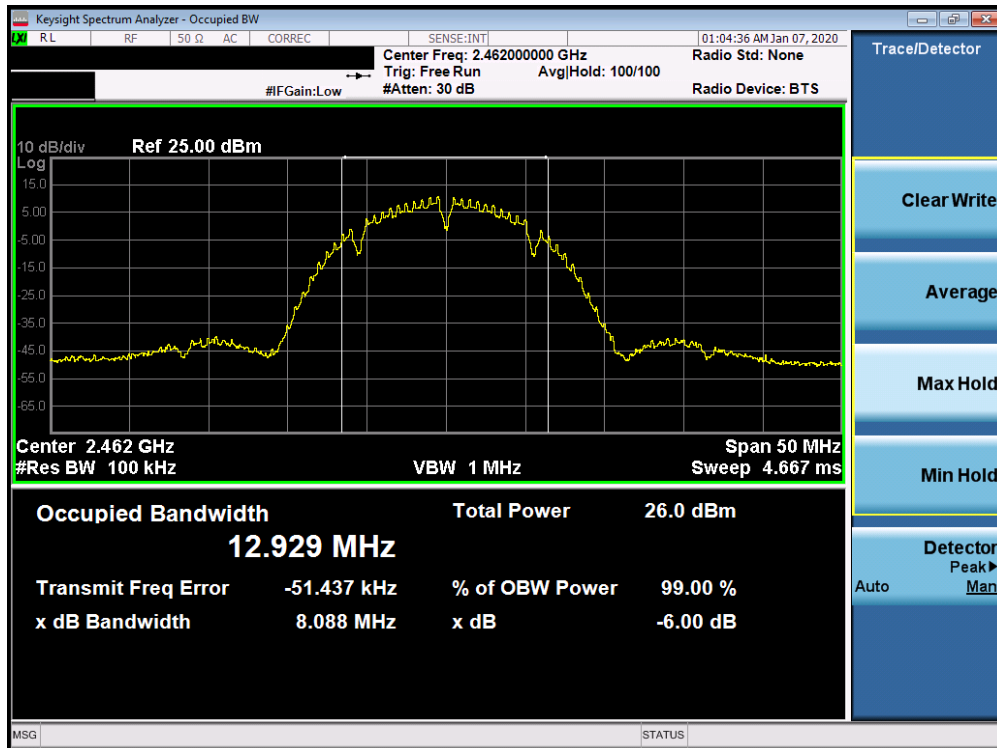 Keysight Spectrum Analyzer - Occupied BW
LXI RL RF 50 Ω AC CORREC SENSE:INT 01:04:36 AM Jan 07, 2020
Center Freq: 2.462000000 GHz Radio Std: None
Trig: Free Run Avg|Hold: 100/100
#IFGain:Low #Atten: 30 dB Radio Device: BTS
Trace/Detector
10 dB/div Ref 25.00 dBm
Log
15.0
5.00
-5.00
-15.0
-25.0
-35.0
-45.0
-55.0
-65.0
Center 2.462 GHz Span 50 MHz
#Res BW 100 kHz VBW 1 MHz Sweep 4.667 ms
Occupied Bandwidth Total Power 26.0 dBm
12.929 MHz
Transmit Freq Error -51.437 kHz % of OBW Power 99.00 %
x dB Bandwidth 8.088 MHz x dB -6.00 dB
Clear Write
Average
Max Hold
Min Hold
Detector
Peak▶
Auto Man
MSG STATUS